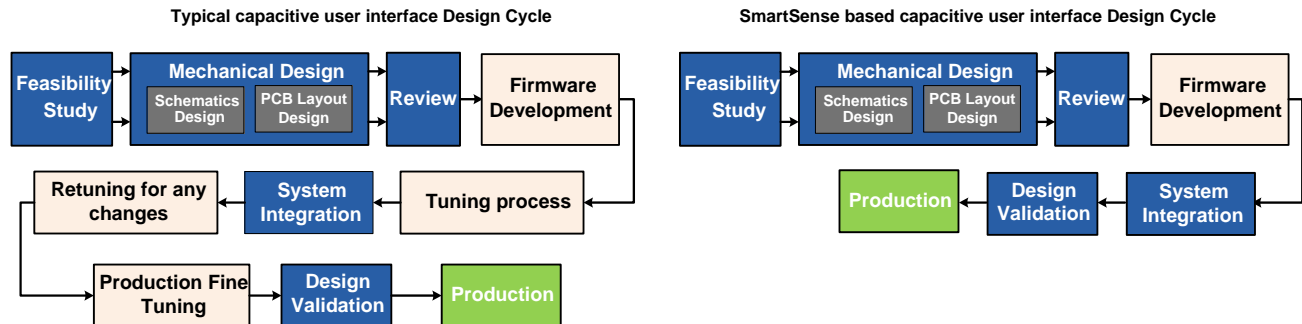 Typical capacitive user interface Design Cycle
Feasibility
Study
Mechanical Design
Schematics
Design
PCB Layout
Design
Review
Firmware
Development
Retuning for any
changes
System
Integration
Tuning process
Production Fine
Tuning
Design
Validation
Production
SmartSense based capacitive user interface Design Cycle
Feasibility
Study
Mechanical Design
Schematics
Design
PCB Layout
Design
Review
Firmware
Development
Production
Design
Validation
System
Integration